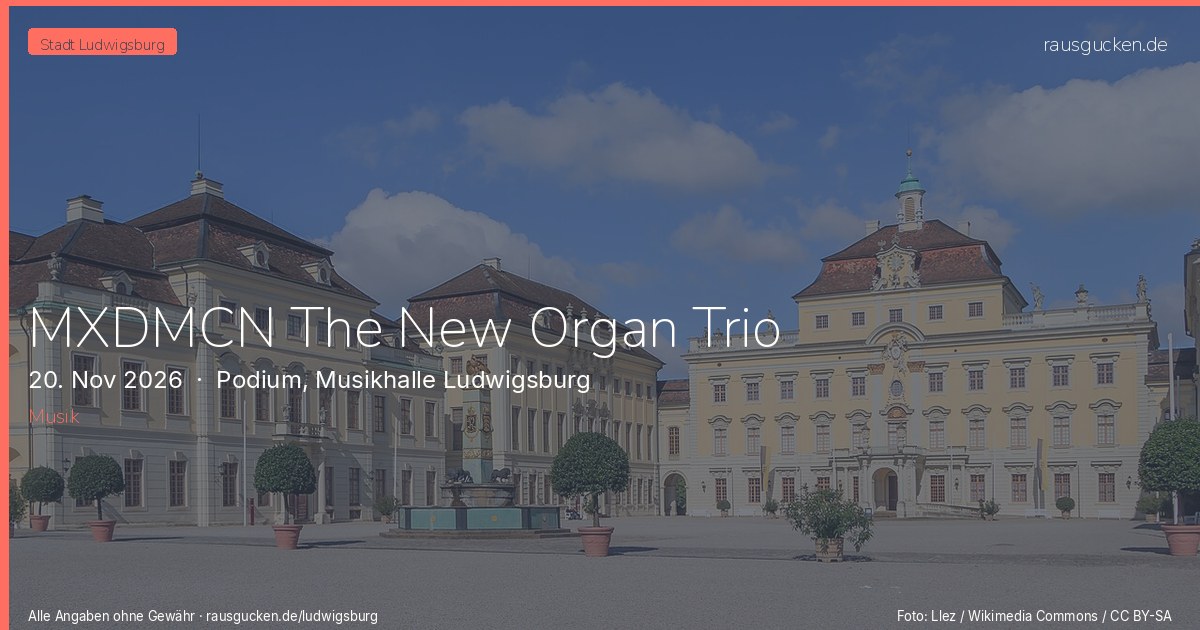 Stadt Ludwigsburg
rausgucken.de
MXDMCN The New Organ Trio
20. Nov 2026 · Podium, Musikhalle Ludwigsburg
Musik
Alle Angaben ohne Gewähr · rausgucken.de/ludwigsburg
Foto: Llez / Wikimedia Commons / CC BY-SA